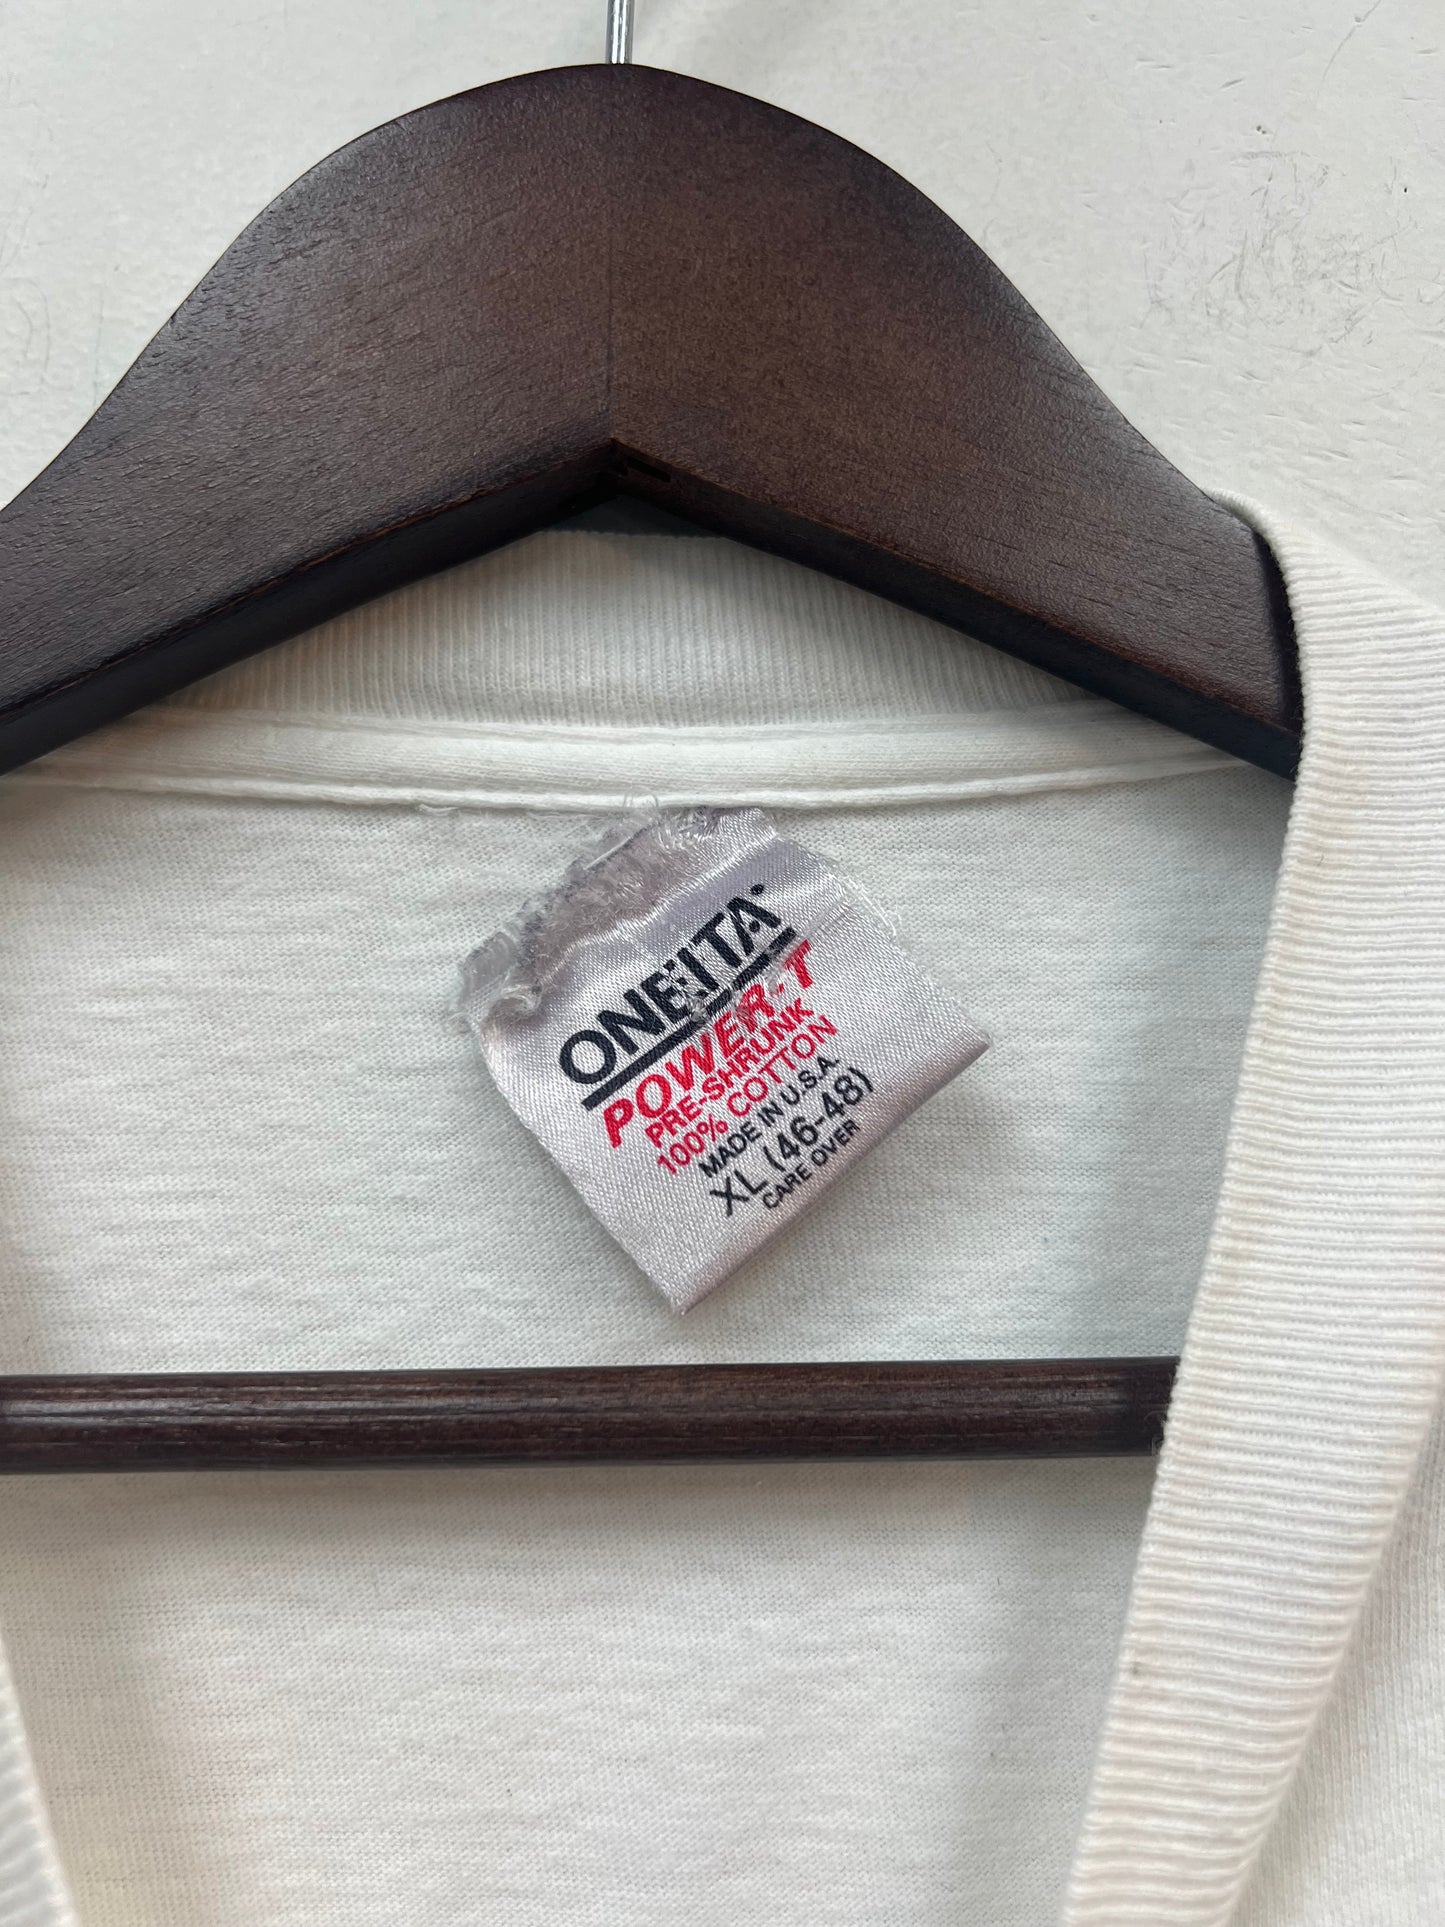 ONEITA
POWER-T
PRE-SHRUNK
100% COTTON
MADE IN U.S.A.
XL (46-48)
CARE OVER